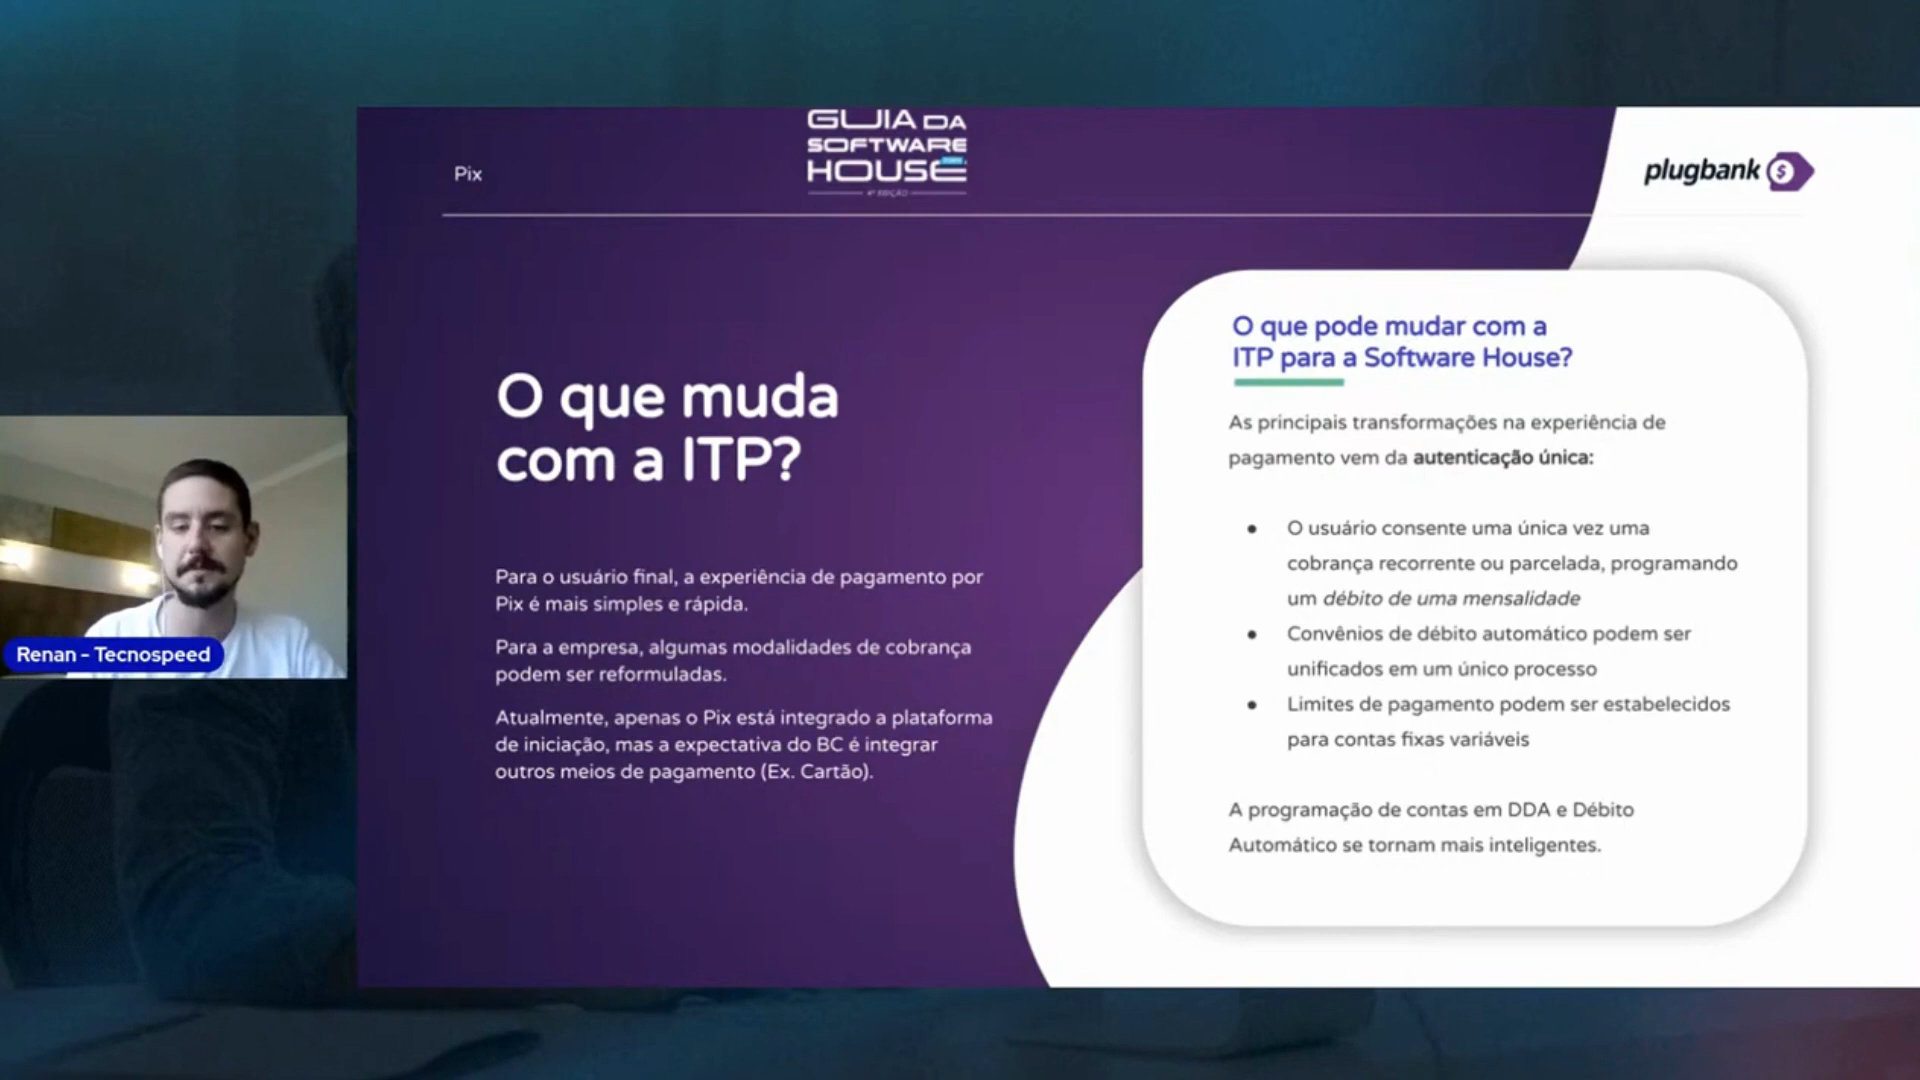 Pix
GUIA DA
SOFTWARE
HOUSE
4ª EDIÇÃO
plugbank
$
O que muda
com a ITP?
Para o usuário final, a experiência de pagamento por
Pix é mais simples e rápida.
Para a empresa, algumas modalidades de cobrança
podem ser reformuladas.
Atualmente, apenas o Pix está integrado a plataforma
de iniciação, mas a expectativa do BC é integrar
outros meios de pagamento (Ex. Cartão).
O que pode mudar com a
ITP para a Software House?
As principais transformações na experiência de
pagamento vem da autenticação única:
● O usuário consente uma única vez uma
cobrança recorrente ou parcelada, programando
um débito de uma mensalidade
● Convênios de débito automático podem ser
unificados em um único processo
● Limites de pagamento podem ser estabelecidos
para contas fixas variáveis
A programação de contas em DDA e Débito
Automático se tornam mais inteligentes.
Renan - Tecnospeed